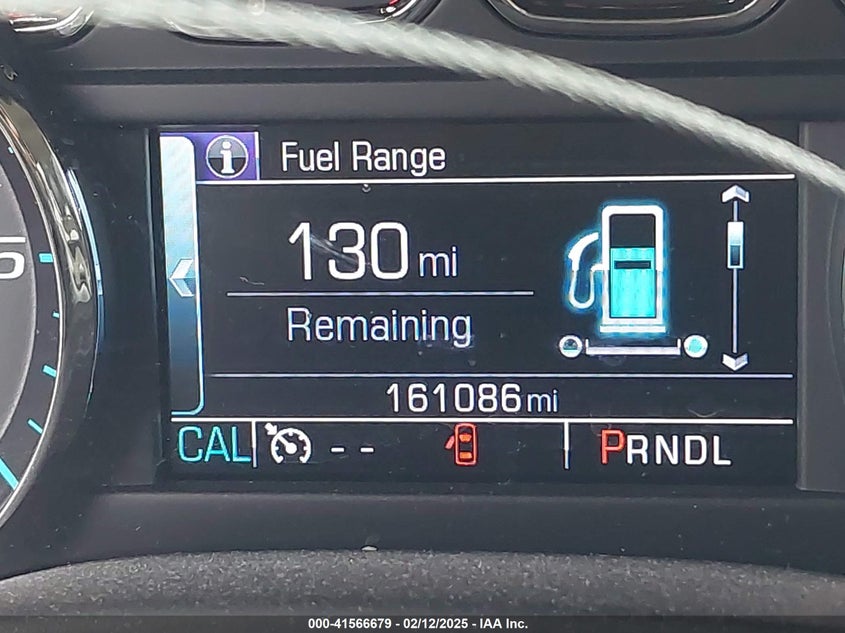 Fuel Range
130 mi
Remaining
161086 mi
CAL -- PRNDL
000-41566679 - 02/12/2025 - IAA Inc.